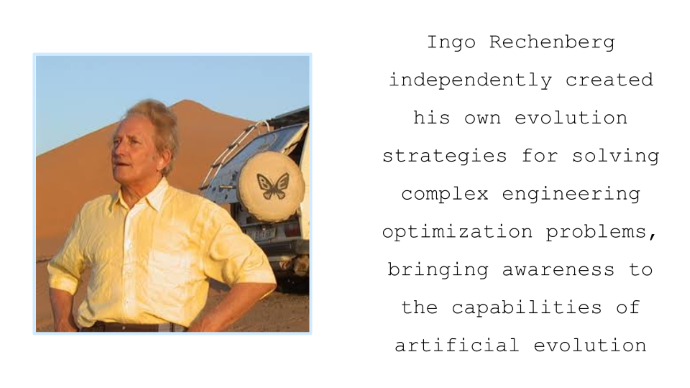 Ingo Rechenberg
independently created
his own evolution
strategies for solving
complex engineering
optimization problems,
bringing awareness to
the capabilities of
artificial evolution